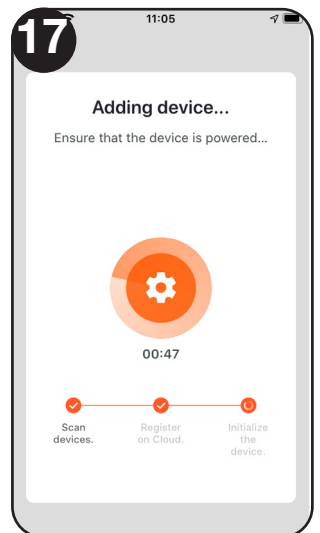 17
11:05
Adding device...
Ensure that the device is powered...
00:47
Scan
devices.
Register
on Cloud.
Initialize
the
device.